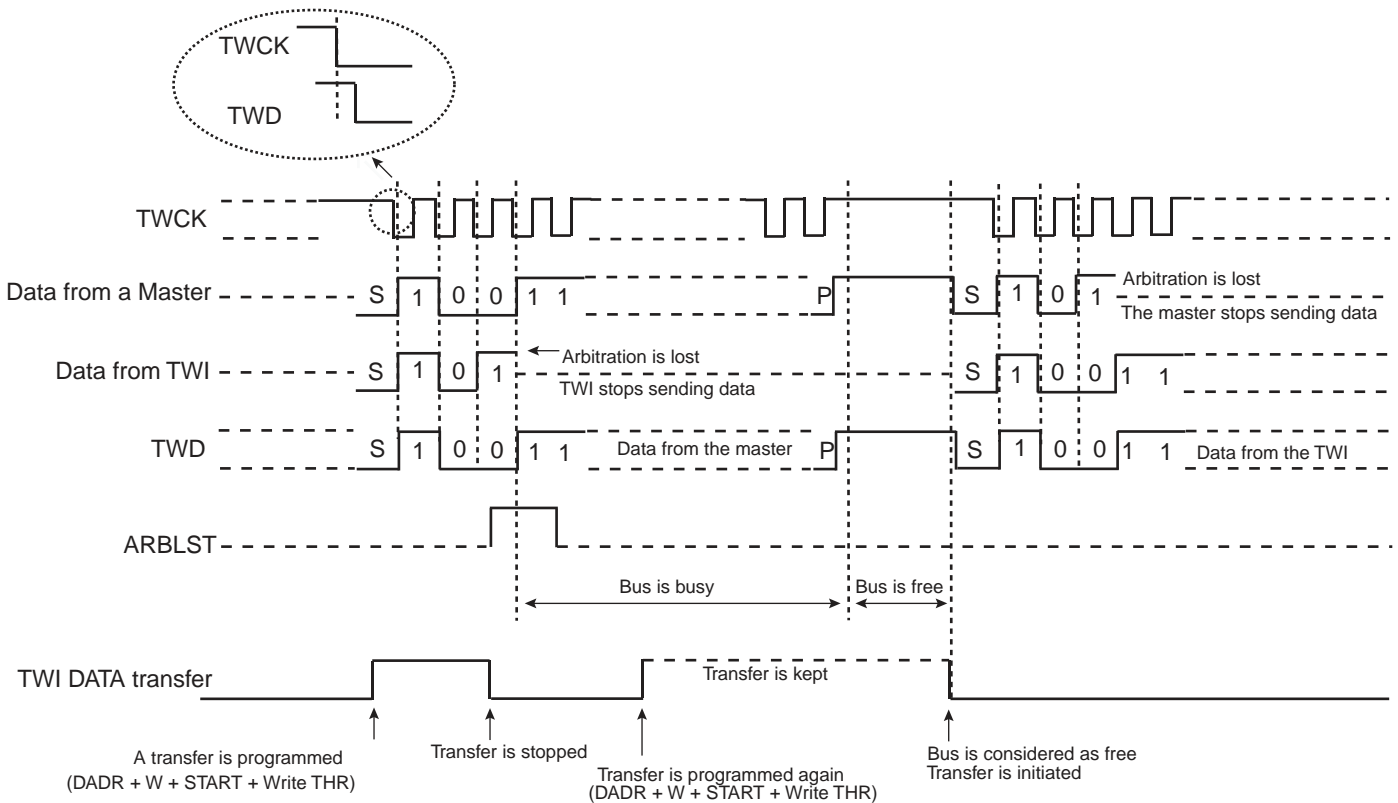 TWCK
TWD
TWCK
Data from a Master S 1 0 0 1 1 P S 1 0 1 Arbitration is lost
The master stops sending data
Data from TWI S 1 0 1 Arbitration is lost
TWI stops sending data S 1 0 0 1 1
TWD S 1 0 0 1 1 Data from the master P S 1 0 0 1 1 Data from the TWI
ARBLST
Bus is busy Bus is free
TWI DATA transfer Transfer is kept
A transfer is programmed
(DADR + W + START + Write THR)
Transfer is stopped
Transfer is programmed again
(DADR + W + START + Write THR)
Bus is considered as free
Transfer is initiated